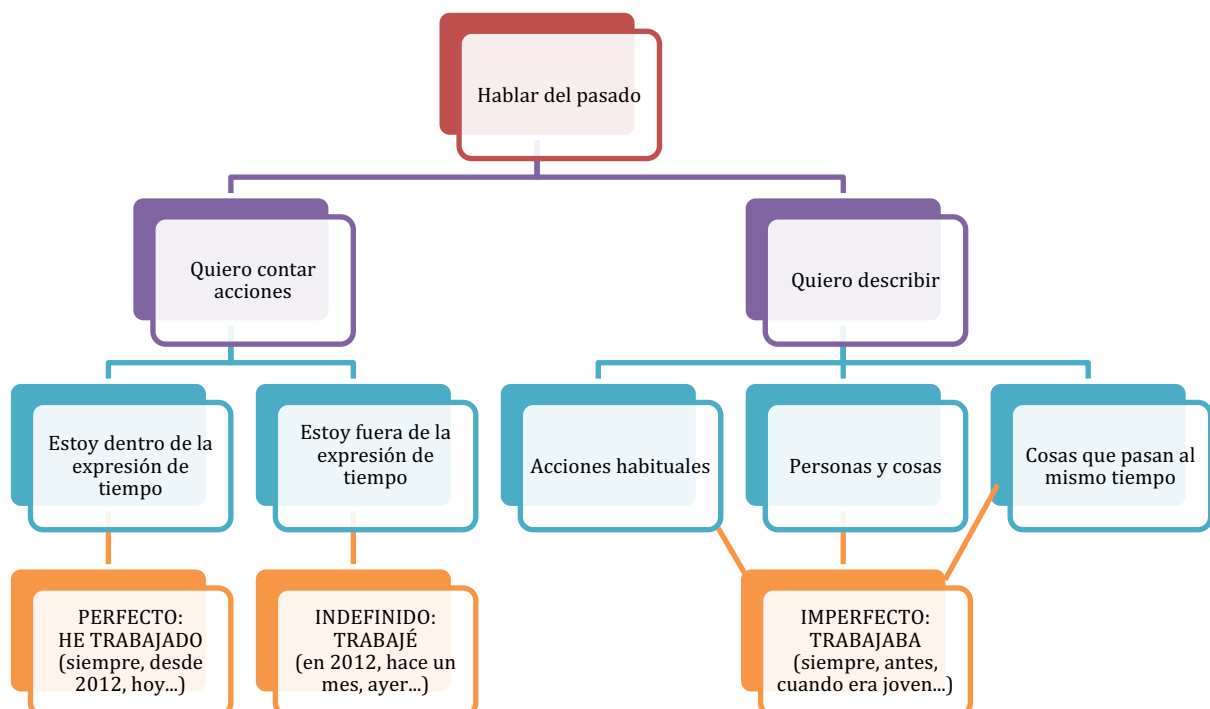 Hablar del pasado
Quiero contar
acciones
Quiero describir
Estoy dentro de la
expresión de
tiempo
Estoy fuera de la
expresión de
tiempo
Acciones habituales
Personas y cosas
Cosas que pasan al
mismo tiempo
PERFECTO:
HE TRABAJADO
(siempre, desde
2012, hoy...)
INDEFINIDO:
TRABAJÉ
(en 2012, hace un
mes, ayer...)
IMPERFECTO:
TRABAJABA
(siempre, antes,
cuando era joven...)